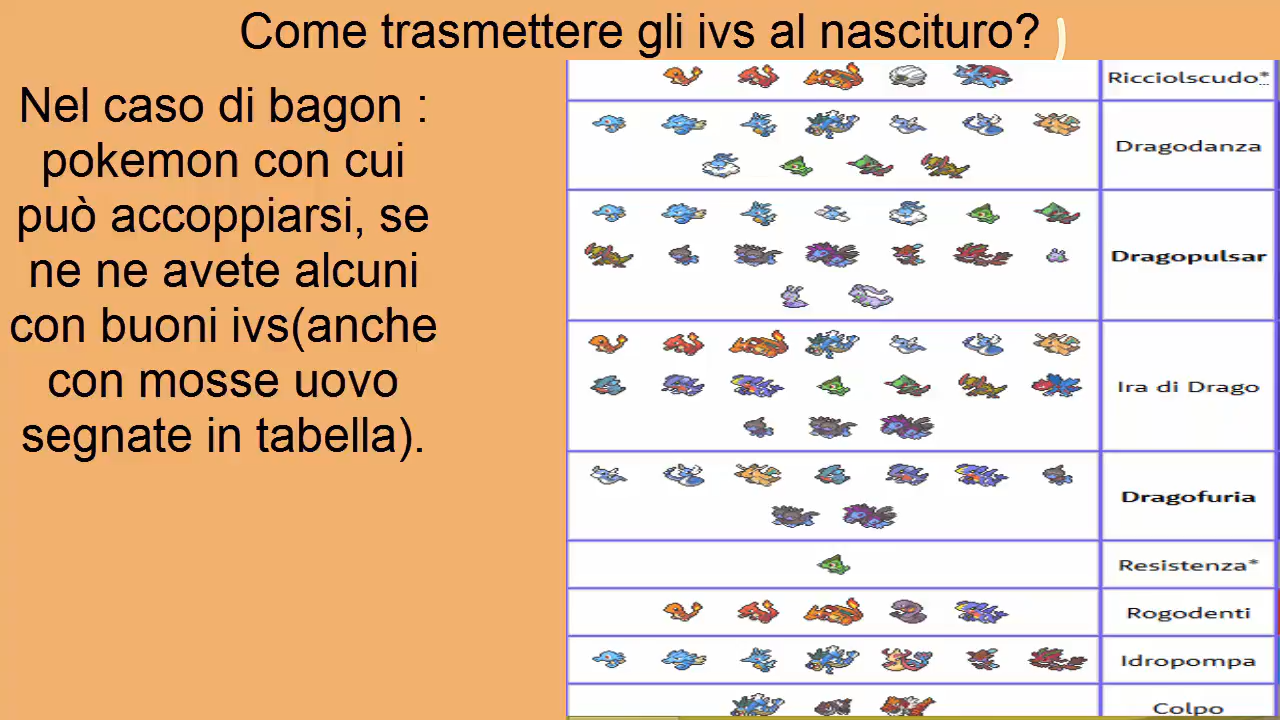 Come trasmettere gli ivs al nascituro?
Nel caso di bagon :
pokemon con cui
può accoppiarsi, se
ne ne avete alcuni
con buoni ivs(anche
con mosse uovo
segnate in tabella).
Ricciolscudo*
Dragodanza
Dragopulsar
Ira di Drago
Dragofuria
Resistenza*
Rogodenti
Idropompa
Colpo